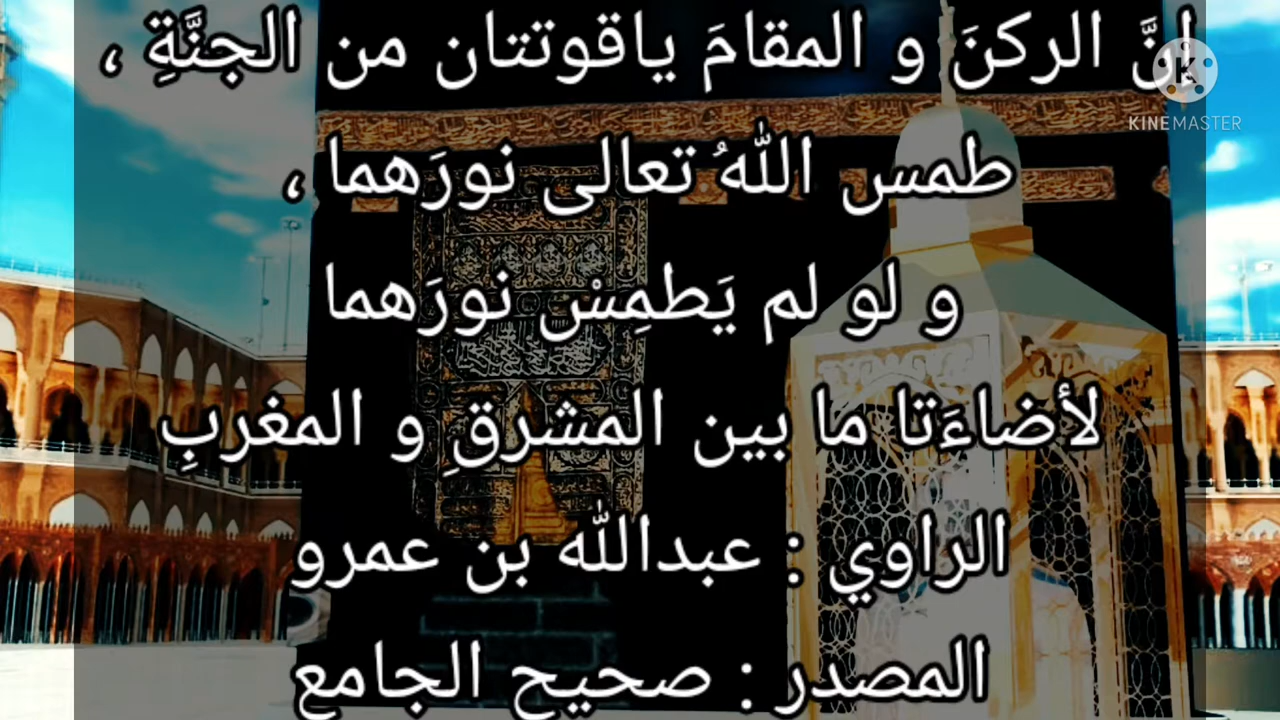 إنَّ الركنَ و المقامَ ياقوتتان من الجنَّةِ ،
طمس اللهُ تعالى نورَهما ،
و لو لم يَطمِسْ نورَهما
لأضاءَتا ما بين المشرقِ و المغربِ
الراوي : عبدالله بن عمرو
المصدر : صحيح الجامع
K
KINEMASTER